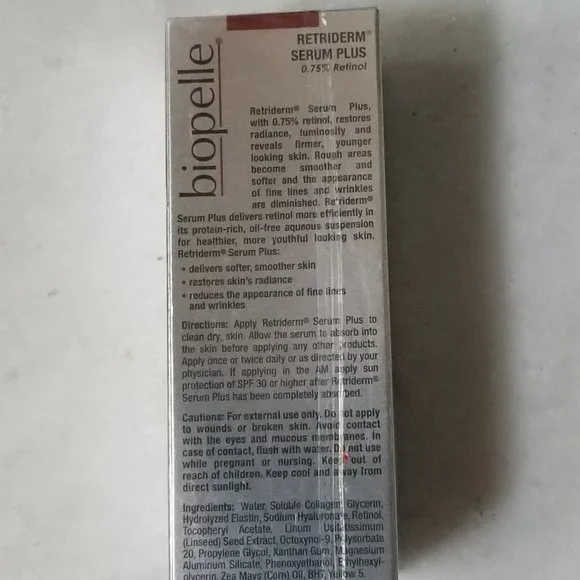 biopelle®
RETRIDERM®
SERUM PLUS
0.75% Retinol
Retriderm® Serum Plus,
with 0.75% retinol, restores
radiance, luminosity and
reveals firmer, younger
looking skin. Rough areas
become smoother and
softer and the appearance
of fine lines and wrinkles
are diminished. Retriderm®
Serum Plus delivers retinol more efficiently in
its protein-rich, oil-free aqueous suspension
for healthier, more youthful looking skin.
Retriderm® Serum Plus:
• delivers softer, smoother skin
• restores skin's radiance
• reduces the appearance of fine lines
and wrinkles
Directions: Apply Retriderm® Serum Plus to
clean dry, skin. Allow the serum to absorb into
the skin before applying any other products.
Apply once or twice daily or as directed by your
physician. If applying in the AM apply sun
protection of SPF 30 or higher after Retriderm®
Serum Plus has been completely absorbed.
Cautions: For external use only. Do not apply
to wounds or broken skin. Avoid contact
with the eyes and mucous membranes. In
case of contact, flush with water. Do not use
while pregnant or nursing. Keep out of
reach of children. Keep cool and away from
direct sunlight.
Ingredients: Water, Soluble Collagen, Glycerin,
Hydrolyzed Elastin, Sodium Hyaluronate, Retinol,
Tocopheryl Acetate, Linum Usitatissimum
(Linseed) Seed Extract, Octoxynol-9, Polysorbate
20, Propylene Glycol, Xanthan Gum, Magnesium
Aluminum Silicate, Phenoxyethanol, Ethylhexyl-
glycerin, Zea Mays (Corn) Oil, BHT, Yellow 5.